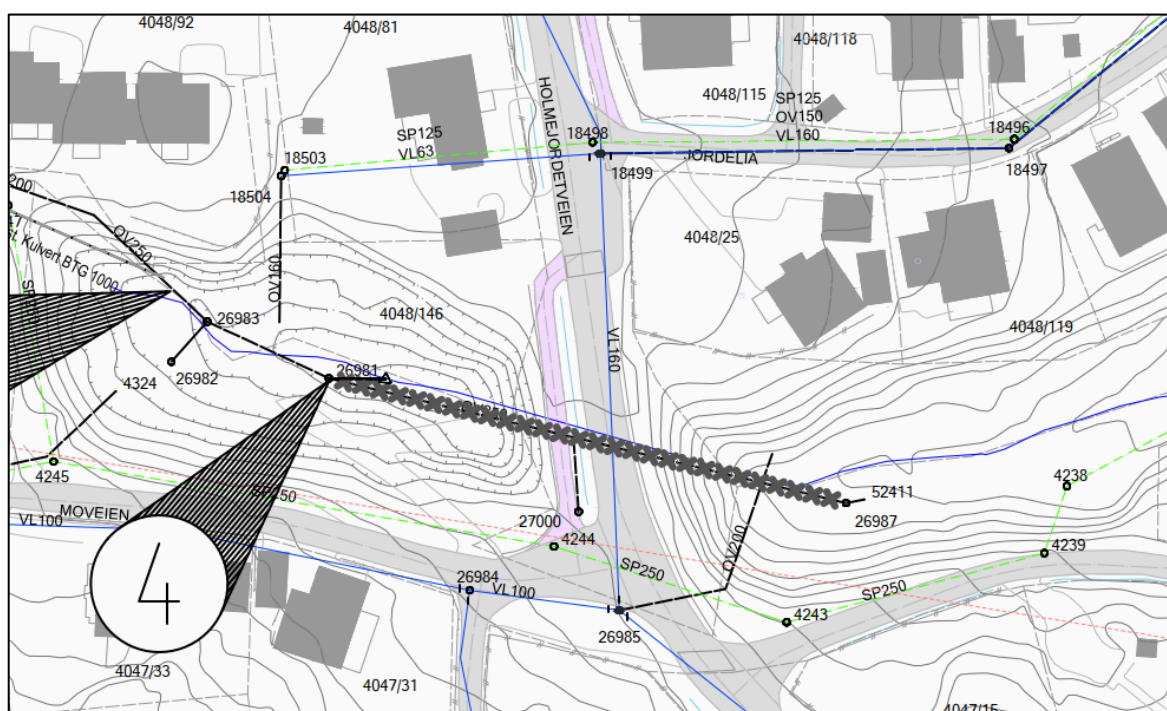 4048/92
4048/81
4048/118
HOLMEJORDETVEIEN
4048/115
SP125
OV150
VL160
SP125
VL63
18498
18496
18503
JORDELIA
18499
18497
18504
200
OV250
4048/25
Kulvert BTG 1000
OV160
4048/146
26983
4048/119
VL160
26982
26981
4324
4238
4245
SP250
52411
MOVEIEN
27000
26987
VL100
4244
OV200
4239
SP250
26984
VL100
SP250
4243
26985
4
4047/33
4047/31
4047/15